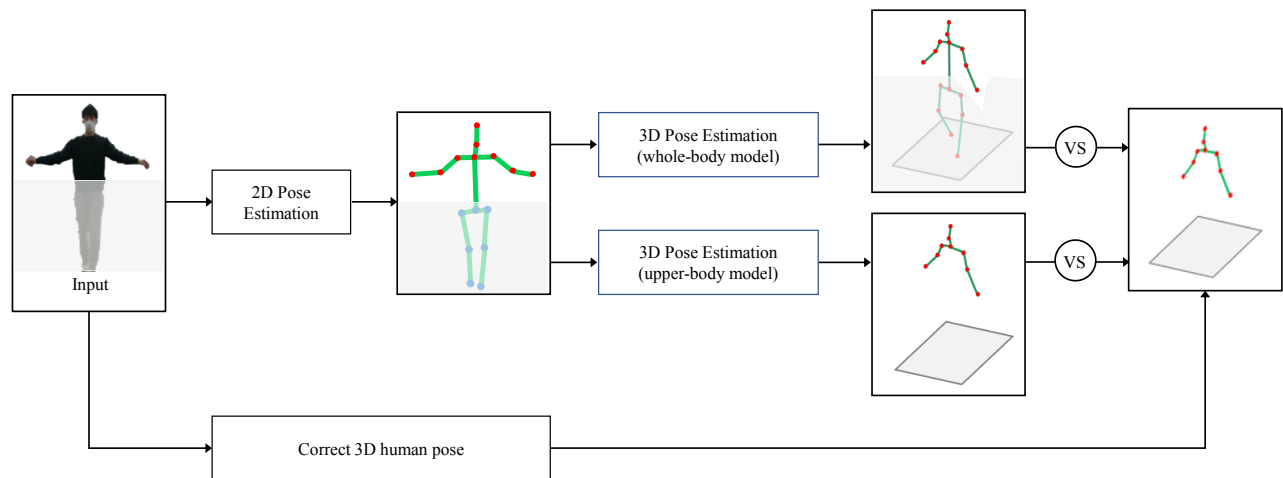 Input
2D Pose
Estimation
3D Pose Estimation
(whole-body model)
3D Pose Estimation
(upper-body model)
VS
VS
Correct 3D human pose